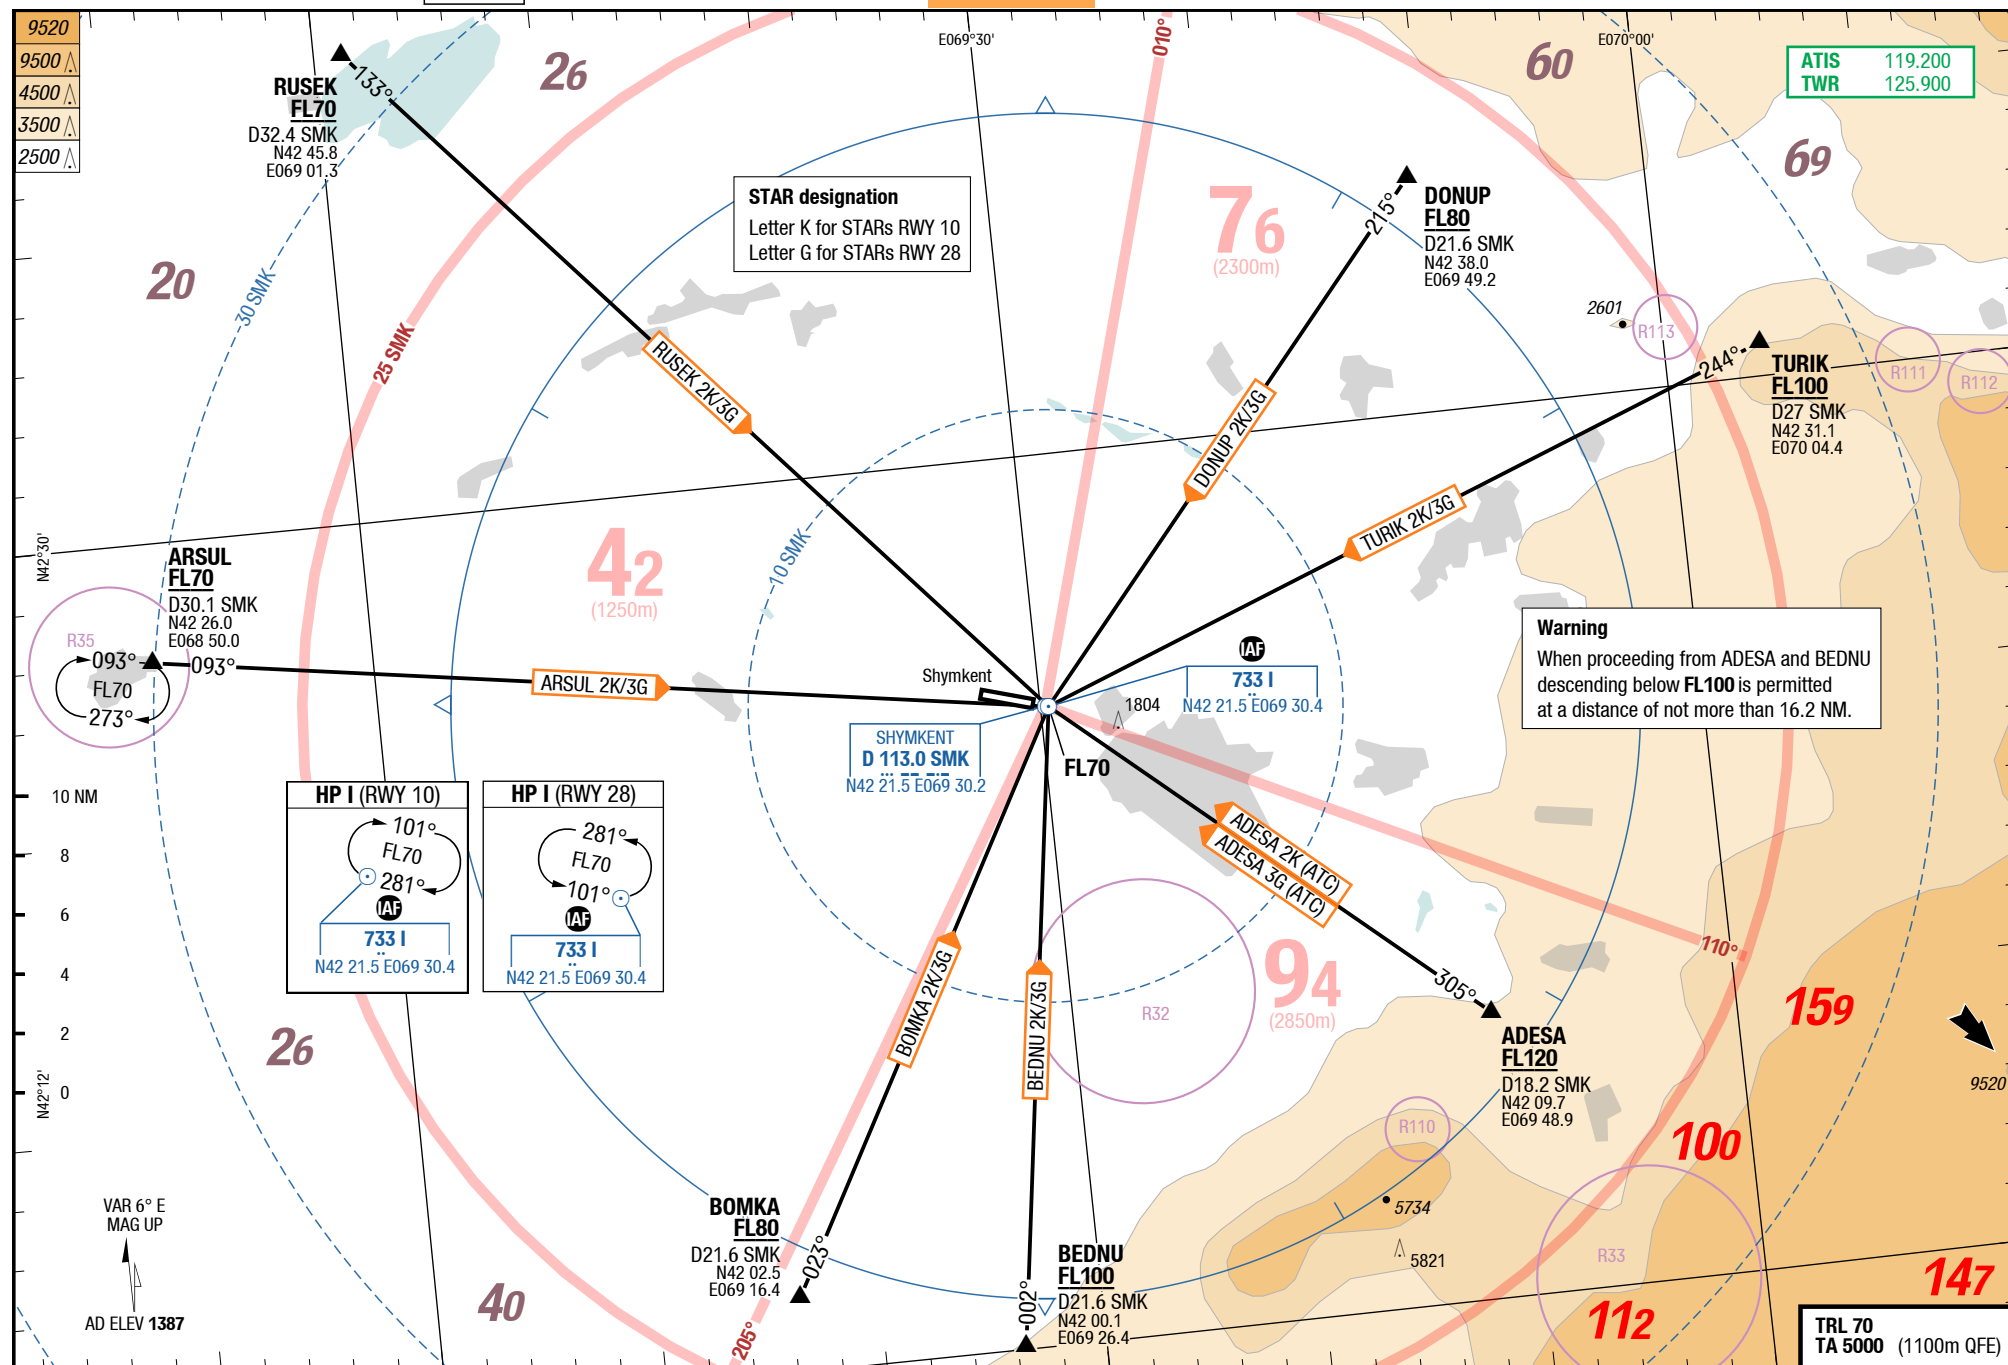 9520
9500
4500
3500
2500
E069°30'
E070°00'
010°
ATIS 119.200
TWR 125.900
26
60
69
20
RUSEK
FL70
D32.4 SMK
N42 45.8
E069 01.3
133°
STAR designation
Letter K for STARs RWY 10
Letter G for STARs RWY 28
76
(2300m)
215°
DONUP
FL80
D21.6 SMK
N42 38.0
E069 49.2
30 SMK
25 SMK
2601
R113
R111
R112
244°
TURIK
FL100
D27 SMK
N42 31.1
E070 04.4
RUSEK 2K/3G
DONUP 2K/3G
TURIK 2K/3G
N42°30'
10 SMK
42
(1250m)
ARSUL
FL70
D30.1 SMK
N42 26.0
E068 50.0
R35
093°
FL70
273°
093°
ARSUL 2K/3G
Shymkent
IAF
733 I
N42 21.5 E069 30.4
1804
SHYMKENT
D 113.0 SMK
N42 21.5 E069 30.2
FL70
Warning
When proceeding from ADESA and BEDNU
descending below FL100 is permitted
at a distance of not more than 16.2 NM.
10 NM
8
6
4
2
0
N42°12'
HP I (RWY 10)
101°
FL70
281°
IAF
733 I
N42 21.5 E069 30.4
HP I (RWY 28)
281°
FL70
101°
IAF
733 I
N42 21.5 E069 30.4
ADESA 2K (ATC)
ADESA 3G (ATC)
BOMKA 2K/3G
BEDNU 2K/3G
R32
94
(2850m)
305°
110°
159
9520
ADESA
FL120
D18.2 SMK
N42 09.7
E069 48.9
26
R110
100
5734
5821
R33
VAR 6° E
MAG UP
AD ELEV 1387
40
BOMKA
FL80
D21.6 SMK
N42 02.5
E069 16.4
023°
205°
002°
BEDNU
FL100
D21.6 SMK
N42 00.1
E069 26.4
112
147
TRL 70
TA 5000 (1100m QFE)